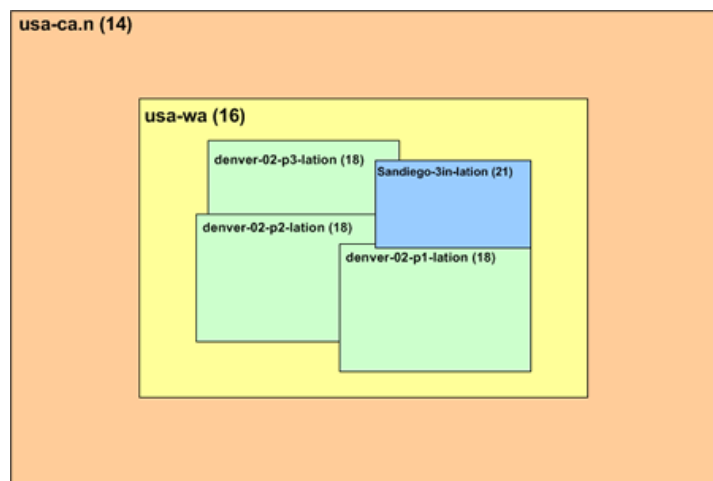 usa-ca.n (14)
usa-wa (16)
denver-02-p3-lation (18)
Sandiego-3in-lation (21)
denver-02-p2-lation (18)
denver-02-p1-lation (18)